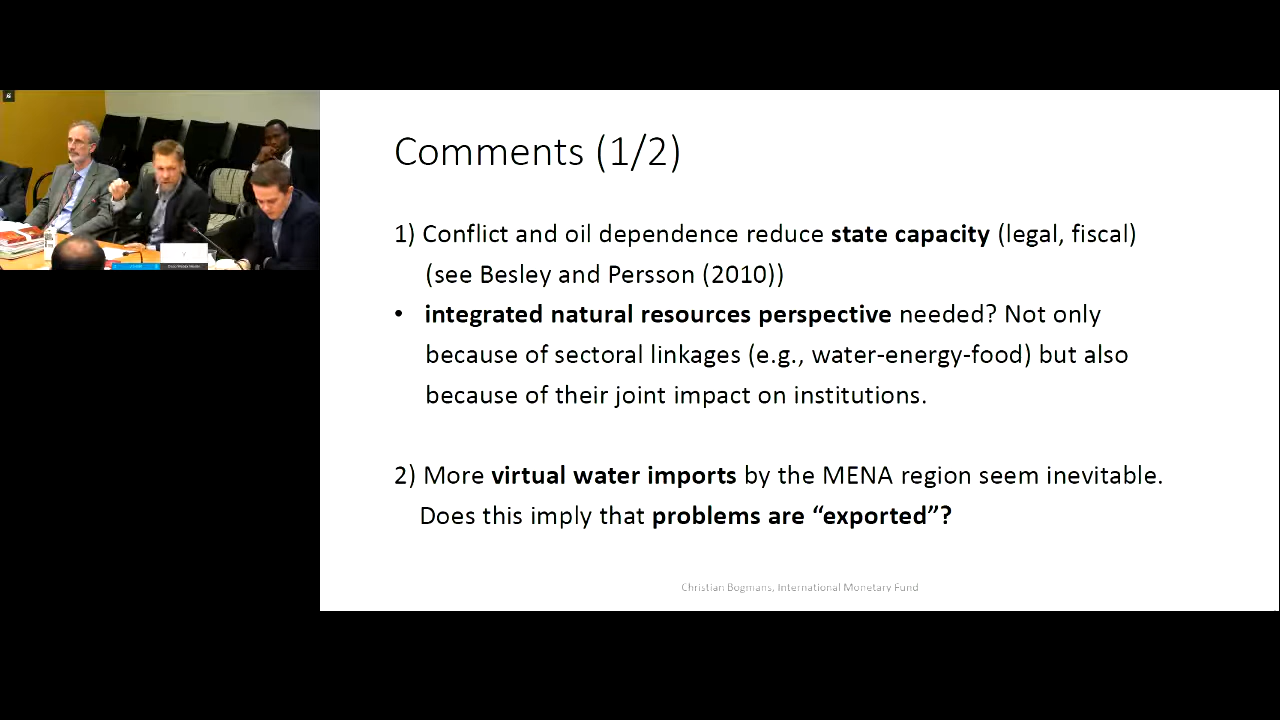 Comments (1/2)
1) Conflict and oil dependence reduce state capacity (legal, fiscal)
(see Besley and Persson (2010))
• integrated natural resources perspective needed? Not only
because of sectoral linkages (e.g., water-energy-food) but also
because of their joint impact on institutions.
2) More virtual water imports by the MENA region seem inevitable.
Does this imply that problems are “exported”?
Christian Bogmans, International Monetary Fund